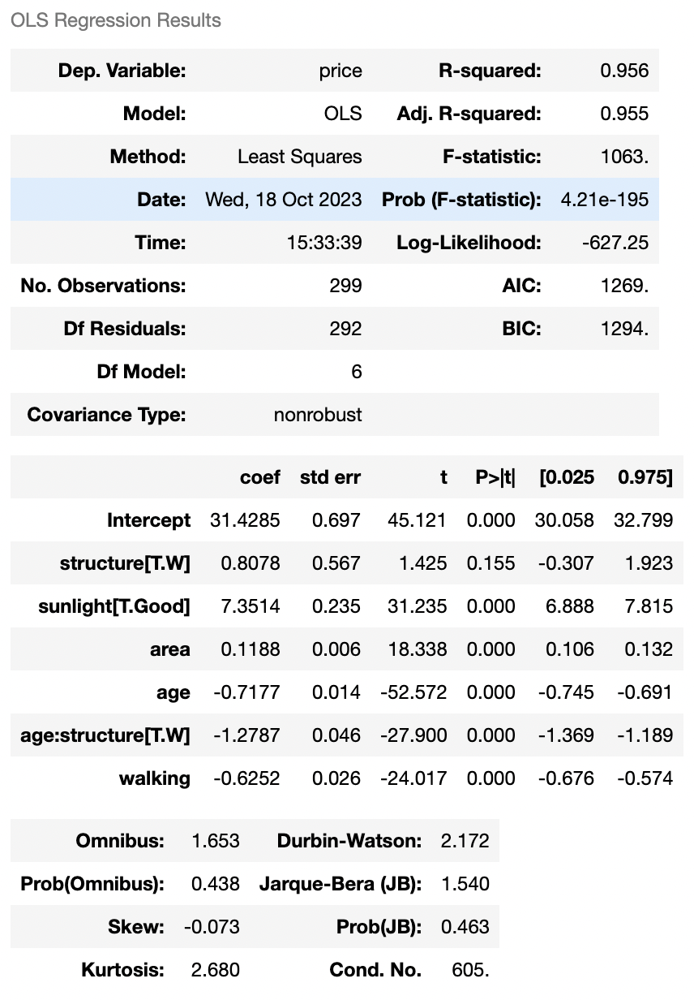 OLS Regression Results
Dep. Variable: price R-squared: 0.956
Model: OLS Adj. R-squared: 0.955
Method: Least Squares F-statistic: 1063.
Date: Wed, 18 Oct 2023 Prob (F-statistic): 4.21e-195
Time: 15:33:39 Log-Likelihood: -627.25
No. Observations: 299 AIC: 1269.
Df Residuals: 292 BIC: 1294.
Df Model: 6
Covariance Type: nonrobust
coef std err t P>|t| [0.025 0.975]
Intercept 31.4285 0.697 45.121 0.000 30.058 32.799
structure[T.W] 0.8078 0.567 1.425 0.155 -0.307 1.923
sunlight[T.Good] 7.3514 0.235 31.235 0.000 6.888 7.815
area 0.1188 0.006 18.338 0.000 0.106 0.132
age -0.7177 0.014 -52.572 0.000 -0.745 -0.691
age:structure[T.W] -1.2787 0.046 -27.900 0.000 -1.369 -1.189
walking -0.6252 0.026 -24.017 0.000 -0.676 -0.574
Omnibus: 1.653 Durbin-Watson: 2.172
Prob(Omnibus): 0.438 Jarque-Bera (JB): 1.540
Skew: -0.073 Prob(JB): 0.463
Kurtosis: 2.680 Cond. No. 605.